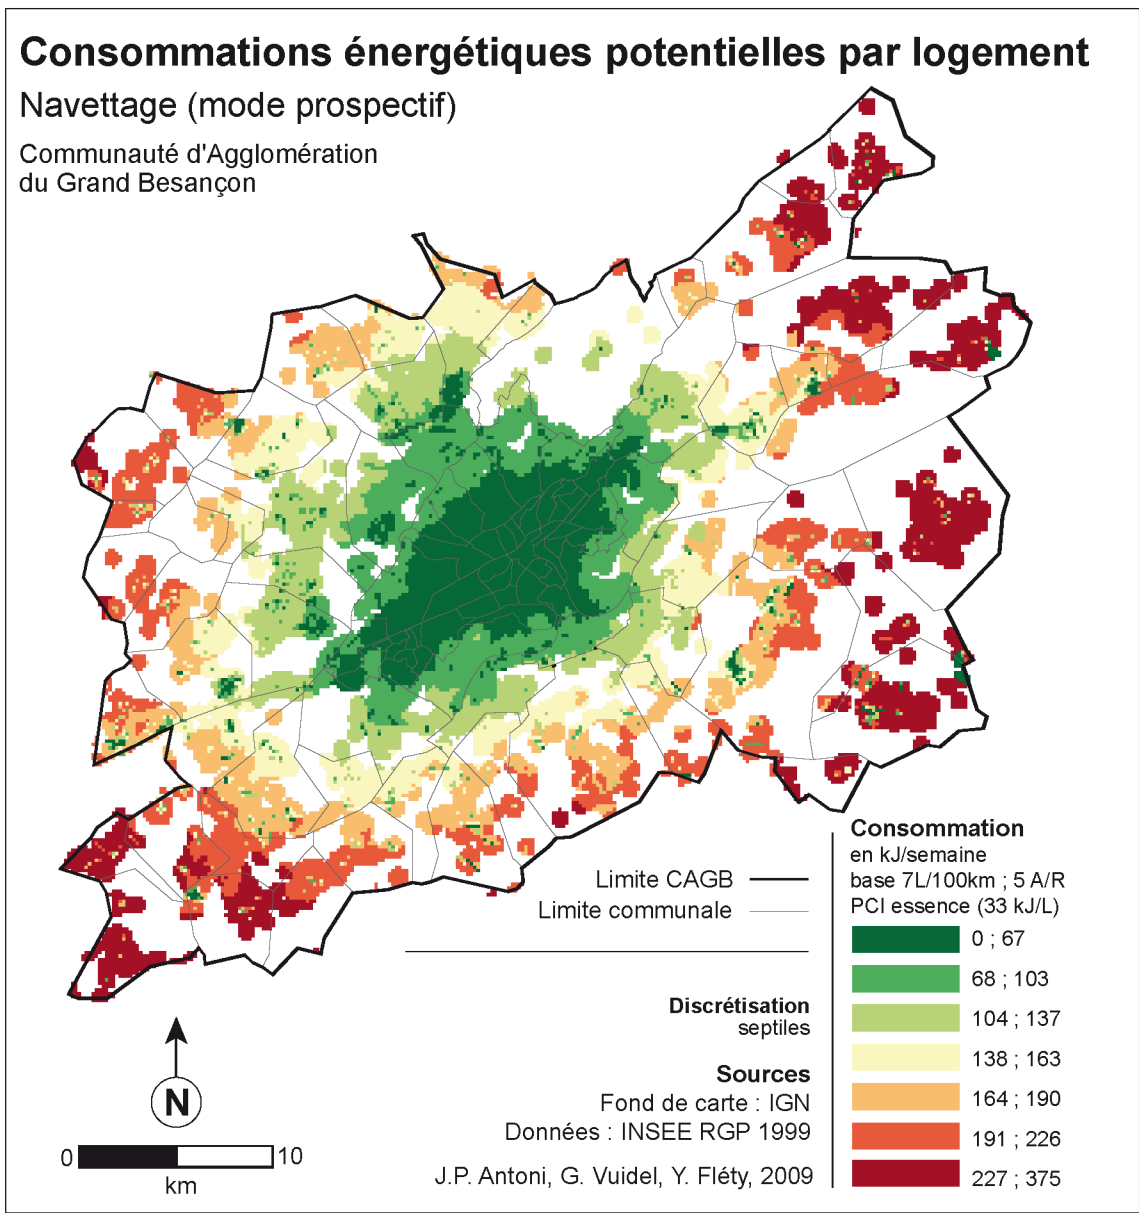 Consommations énergétiques potentielles par logement
Navettage (mode prospectif)
Communauté d'Agglomération
du Grand Besançon
Limite CAGB
Limite communale
Discrétisation
septiles
Sources
Fond de carte : IGN
Données : INSEE RGP 1999
J.P. Antoni, G. Vuidel, Y. Fléty, 2009
Consommation
en kJ/semaine
base 7L/100km ; 5 A/R
PCI essence (33 kJ/L)
0 ; 67
68 ; 103
104 ; 137
138 ; 163
164 ; 190
191 ; 226
227 ; 375
N
0 10
km